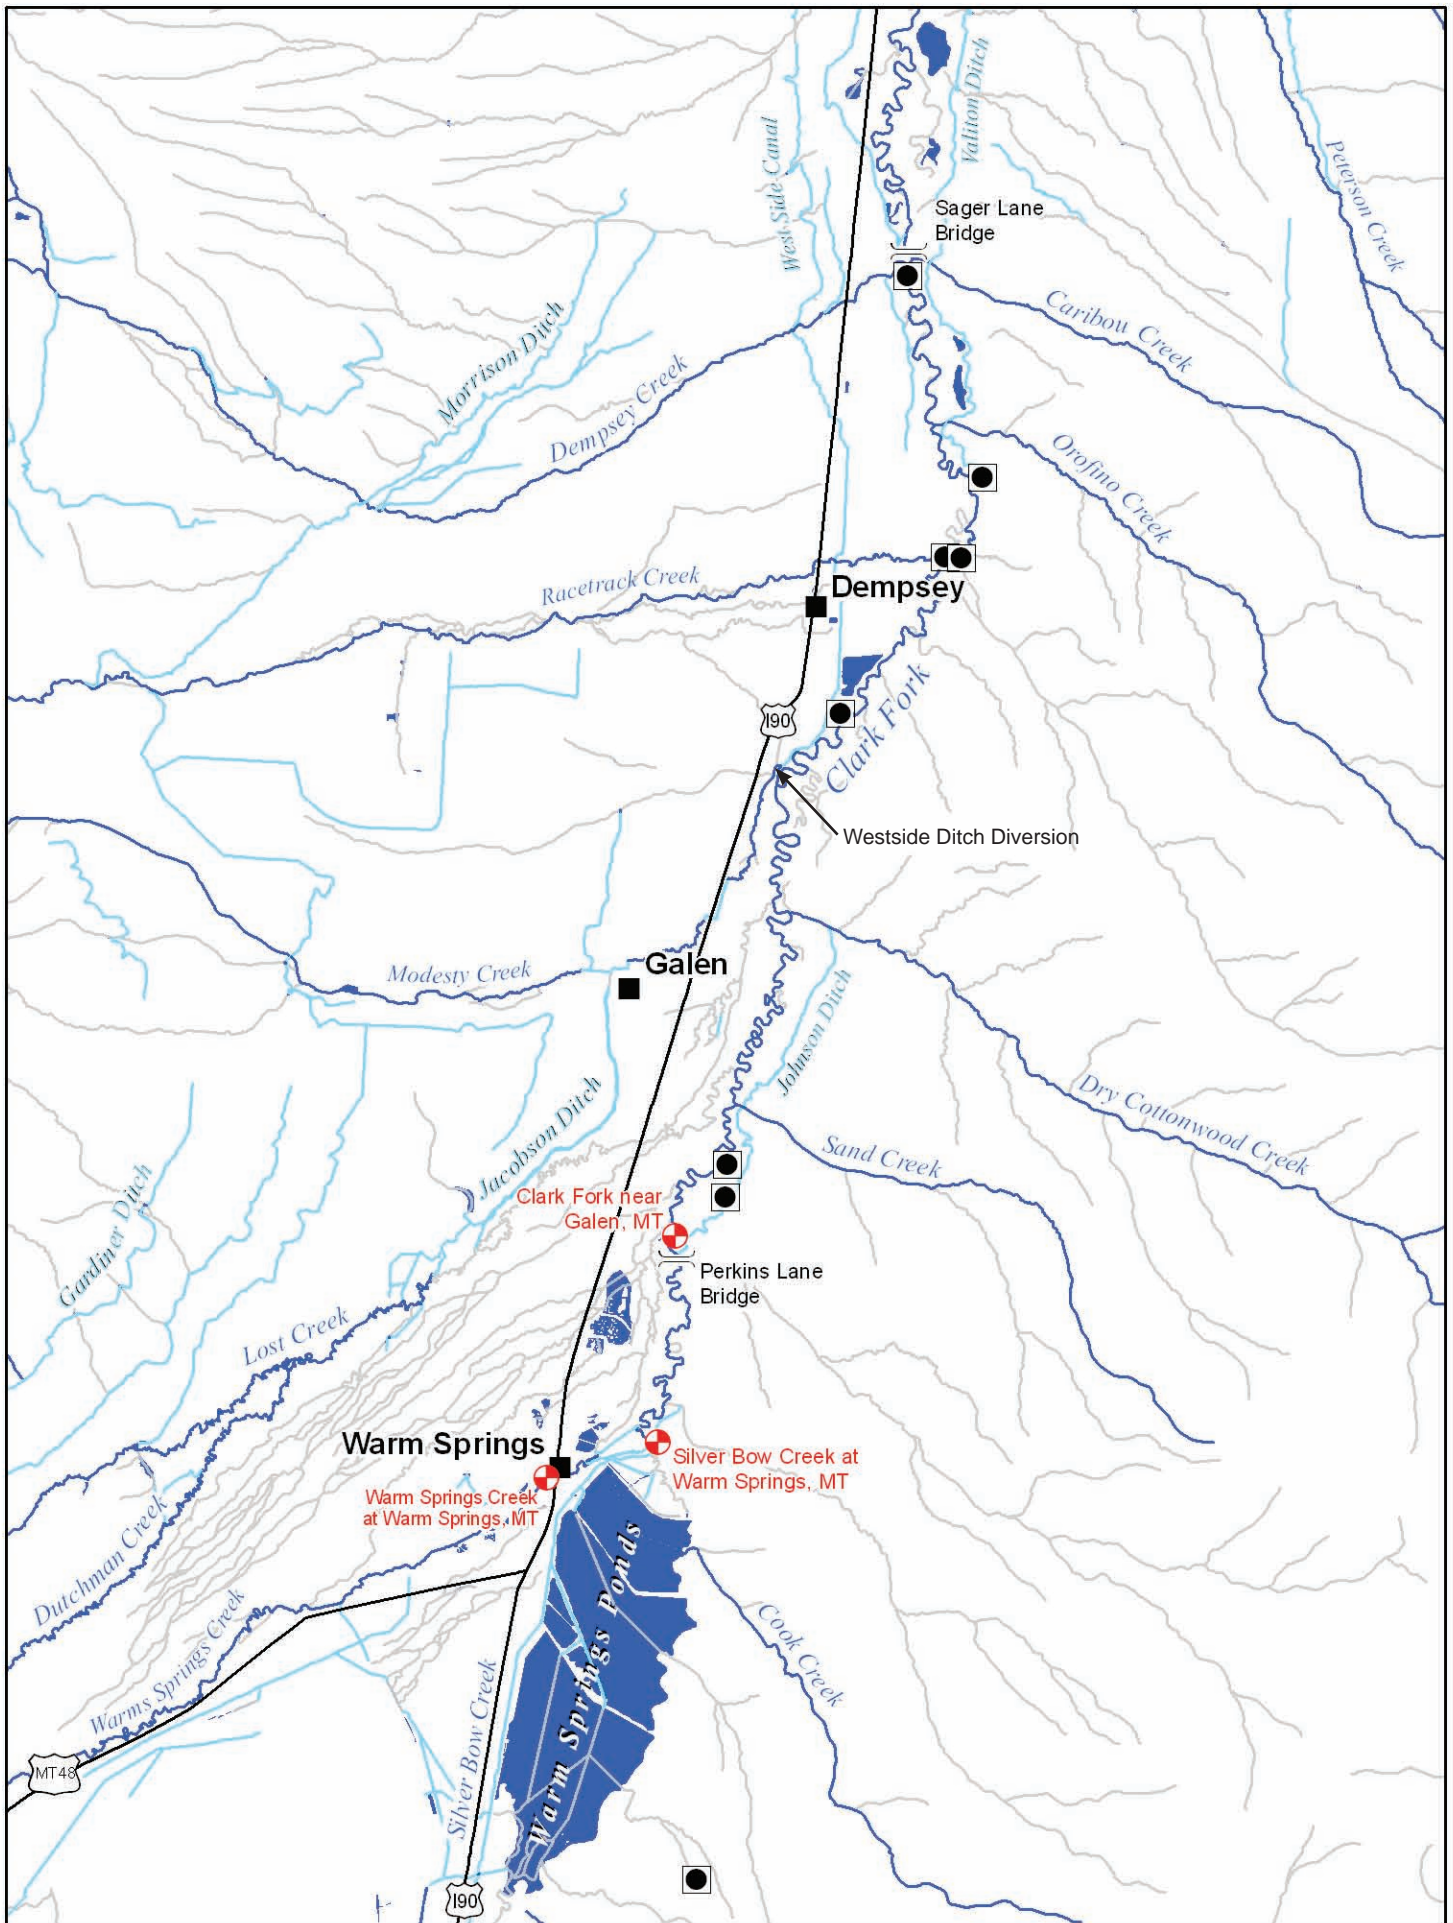 Valiton Ditch
West Side Canal
Peterson Creek
Sager Lane
Bridge
Caribou Creek
Morrison Ditch
Dempsey Creek
Orofino Creek
Racetrack Creek
Dempsey
Clark Fork
I90
Westside Ditch Diversion
Galen
Modesty Creek
Johnson Ditch
Dry Cottonwood Creek
Jacobson Ditch
Sand Creek
Gardiner Ditch
Clark Fork near
Galen, MT
Perkins Lane
Bridge
Lost Creek
Warm Springs
Silver Bow Creek at
Warm Springs, MT
Warm Springs Creek
at Warm Springs, MT
Dutchman Creek
Warm Springs Ponds
Cook Creek
Warms Springs Creek
Silver Bow Creek
MT48
I90